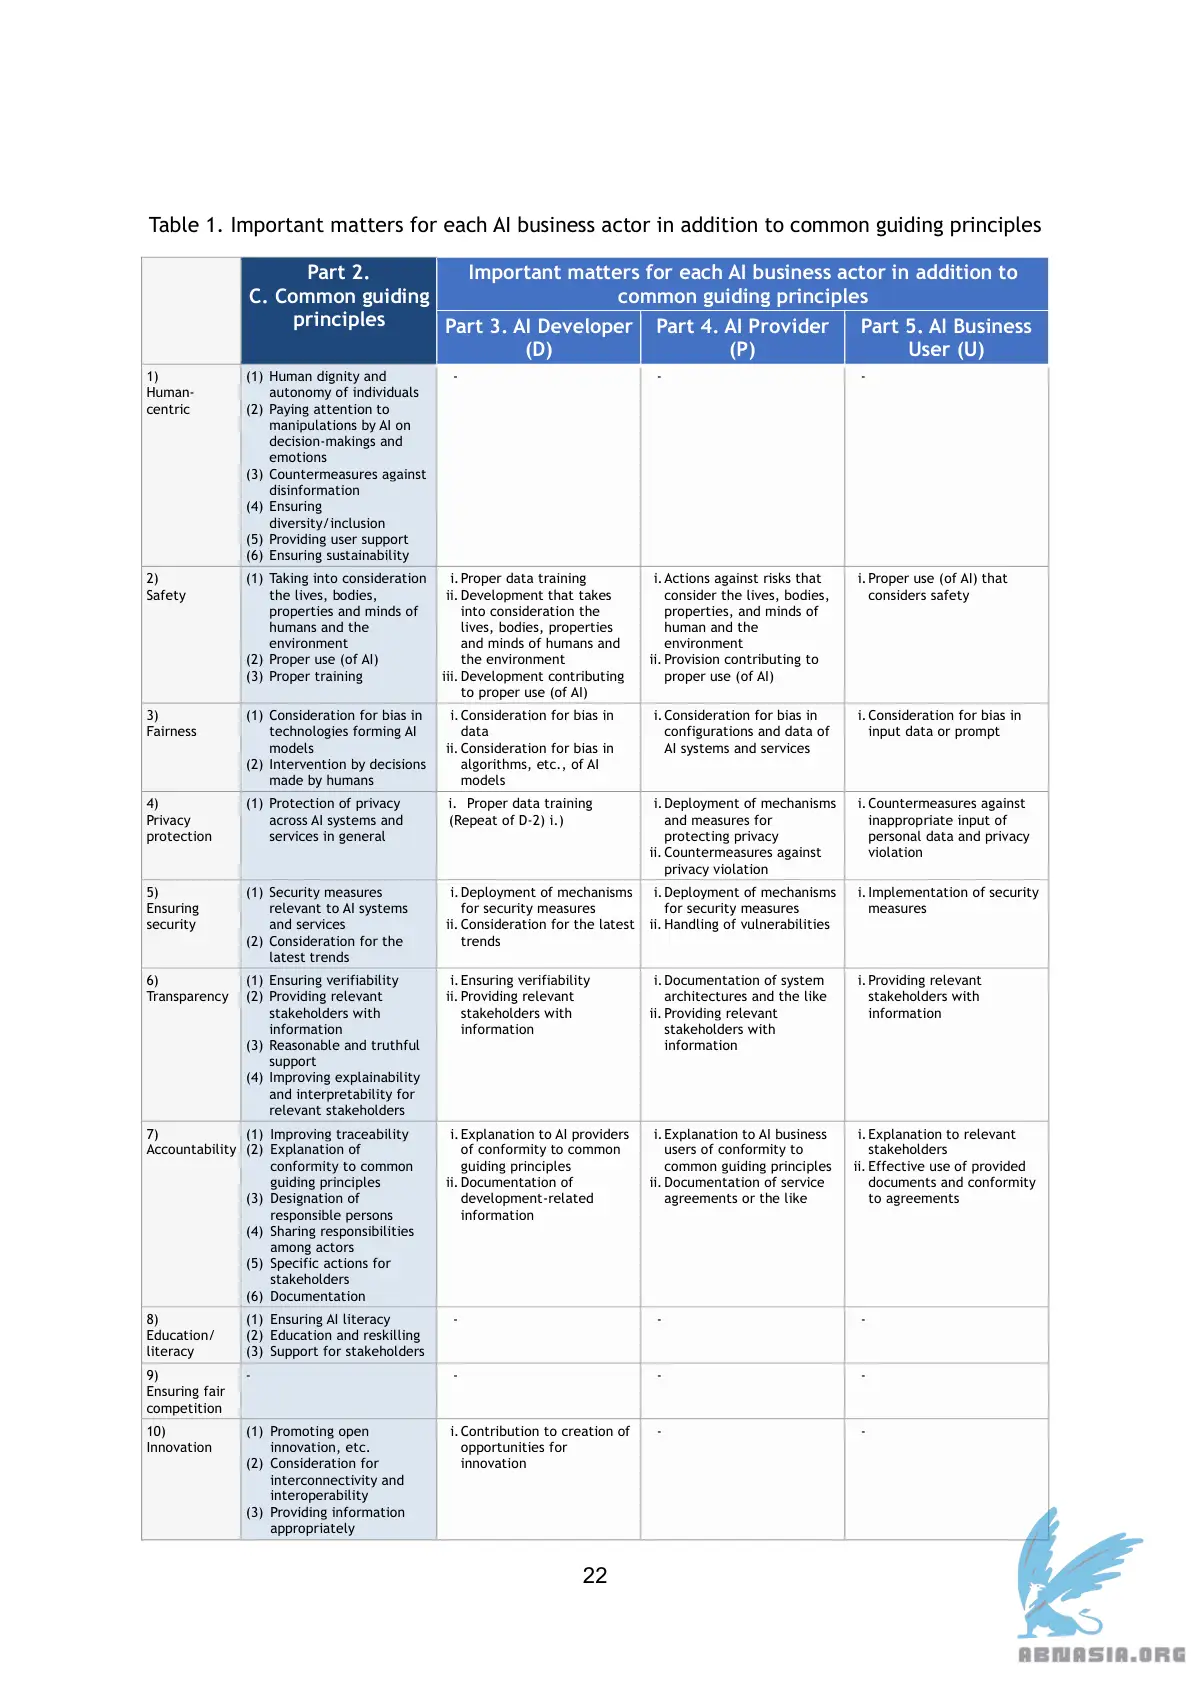 Table 1. Important matters for each AI business actor in addition to common guiding principles
Part 2.
C. Common guiding
principles
Important matters for each AI business actor in addition to
common guiding principles
Part 3. AI Developer
(D)
Part 4. AI Provider
(P)
Part 5. AI Business
User (U)
1)
Human-
centric
(1) Human dignity and
autonomy of individuals
(2) Paying attention to
manipulations by AI on
decision-makings and
emotions
(3) Countermeasures against
disinformation
(4) Ensuring
diversity/inclusion
(5) Providing user support
(6) Ensuring sustainability
-
-
-
2)
Safety
(1) Taking into consideration
the lives, bodies,
properties and minds of
humans and the
environment
(2) Proper use (of AI)
(3) Proper training
i. Proper data training
ii. Development that takes
into consideration the
lives, bodies, properties
and minds of humans and
the environment
iii. Development contributing
to proper use (of AI)
i. Actions against risks that
consider the lives, bodies,
properties, and minds of
human and the
environment
ii. Provision contributing to
proper use (of AI)
i. Proper use (of AI) that
considers safety
3)
Fairness
(1) Consideration for bias in
technologies forming AI
models
(2) Intervention by decisions
made by humans
i. Consideration for bias in
data
ii. Consideration for bias in
algorithms, etc., of AI
models
i. Consideration for bias in
configurations and data of
AI systems and services
i. Consideration for bias in
input data or prompt
4)
Privacy
protection
(1) Protection of privacy
across AI systems and
services in general
i. Proper data training
(Repeat of D-2) i.)
i. Deployment of mechanisms
and measures for
protecting privacy
ii. Countermeasures against
privacy violation
i. Countermeasures against
inappropriate input of
personal data and privacy
violation
5)
Ensuring
security
(1) Security measures
relevant to AI systems
and services
(2) Consideration for the
latest trends
i. Deployment of mechanisms
for security measures
ii. Consideration for the latest
trends
i. Deployment of mechanisms
for security measures
ii. Handling of vulnerabilities
i. Implementation of security
measures
6)
Transparency
(1) Ensuring verifiability
(2) Providing relevant
stakeholders with
information
(3) Reasonable and truthful
support
(4) Improving explainability
and interpretability for
relevant stakeholders
i. Ensuring verifiability
ii. Providing relevant
stakeholders with
information
i. Documentation of system
architectures and the like
ii. Providing relevant
stakeholders with
information
i. Providing relevant
stakeholders with
information
7)
Accountability
(1) Improving traceability
(2) Explanation of
conformity to common
guiding principles
(3) Designation of
responsible persons
(4) Sharing responsibilities
among actors
(5) Specific actions for
stakeholders
(6) Documentation
i. Explanation to AI providers
of conformity to common
guiding principles
ii. Documentation of
development-related
information
i. Explanation to AI business
users of conformity to
common guiding principles
ii. Documentation of service
agreements or the like
i. Explanation to relevant
stakeholders
ii. Effective use of provided
documents and conformity
to agreements
8)
Education/
literacy
(1) Ensuring AI literacy
(2) Education and reskilling
(3) Support for stakeholders
-
-
-
9)
Ensuring fair
competition
-
-
-
-
10)
Innovation
(1) Promoting open
innovation, etc.
(2) Consideration for
interconnectivity and
interoperability
(3) Providing information
appropriately
i. Contribution to creation of
opportunities for
innovation
-
-
22
ABNASIA.ORG